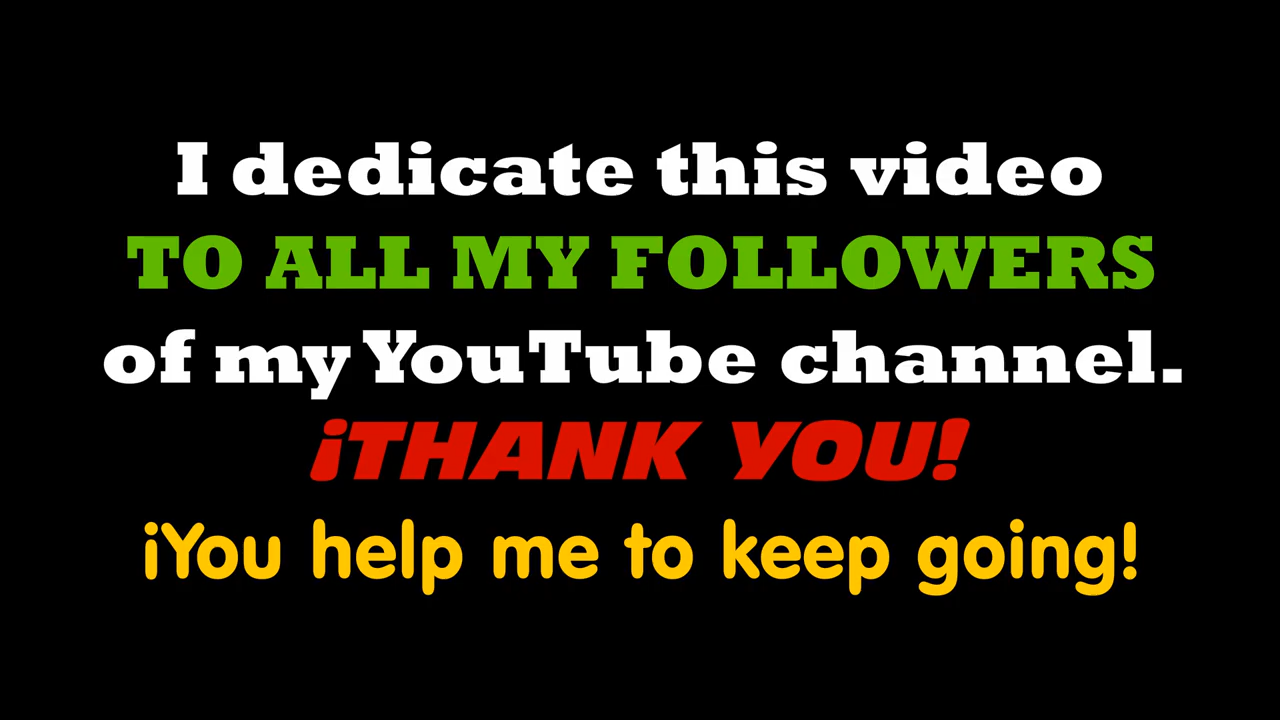 I dedicate this video
TO ALL MY FOLLOWERS
of my YouTube channel.
¡THANK YOU!
¡You help me to keep going!